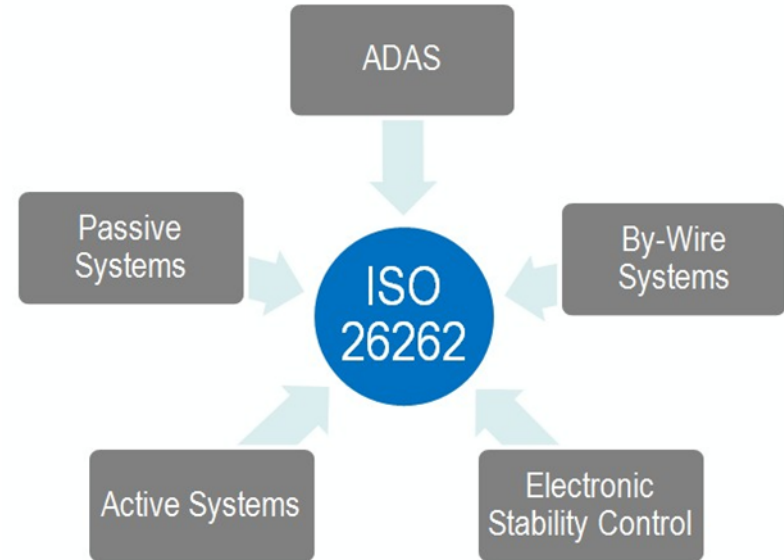 ADAS
Passive
Systems
By-Wire
Systems
ISO
26262
Active Systems
Electronic
Stability Control